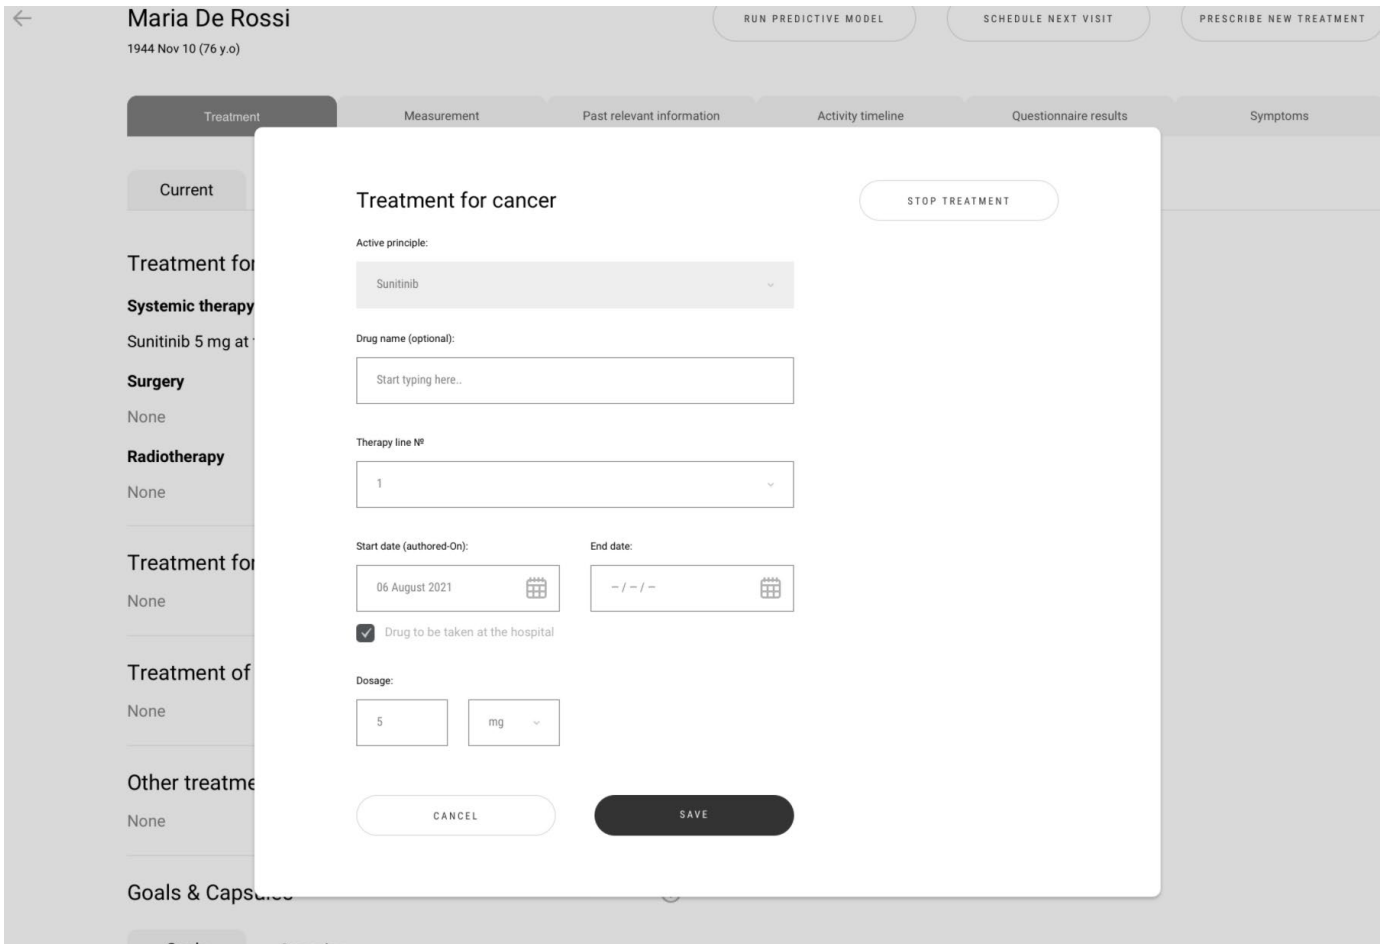 Maria De Rossi
1944 Nov 10 (76 y.o)
RUN PREDICTIVE MODEL
SCHEDULE NEXT VISIT
PRESCRIBE NEW TREATMENT
Treatment
Measurement
Past relevant information
Activity timeline
Questionnaire results
Symptoms
Current
Treatment for
Systemic therapy
Sunitinib 5 mg at
Surgery
None
Radiotherapy
None
Treatment for
None
Treatment of
None
Other treatme
None
Goals & Capsules
Treatment for cancer
STOP TREATMENT
Active principle:
Sunitinib
Drug name (optional):
Start typing here..
Therapy line Nº
1
Start date (authored-On):
End date:
06 August 2021
– / – / –
Drug to be taken at the hospital
Dosage:
5
mg
CANCEL
SAVE